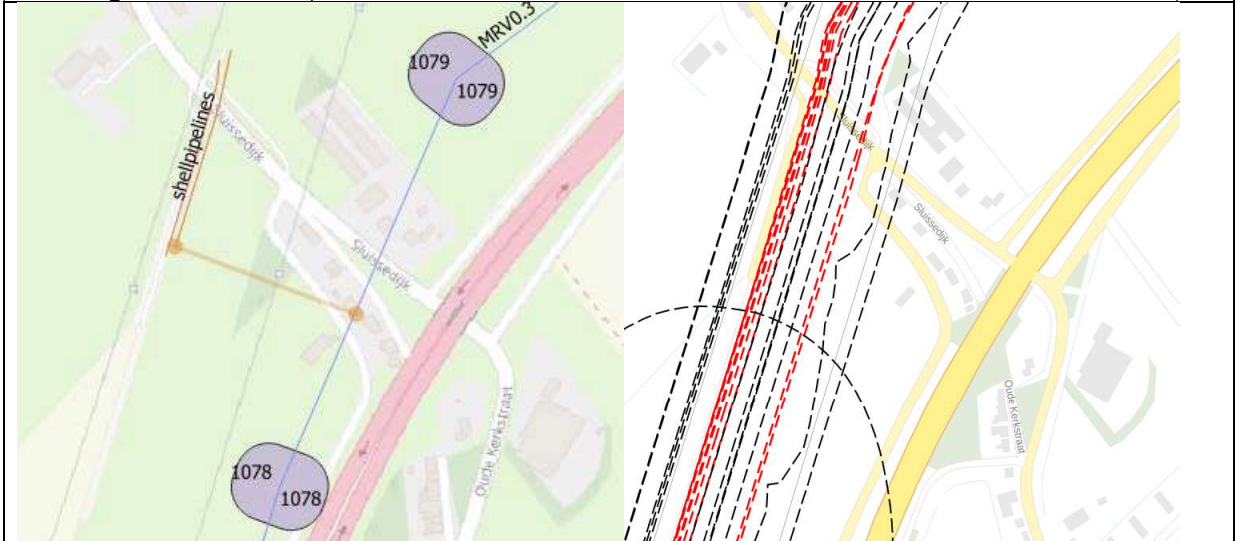 MRV0.3
1079
1079
shellpipelines
Sluissedijk
Sluissedijk
1078
1078
Oude Kerkstraat
Sluissedijk
Sluissedijk
Oude Kerkstraat